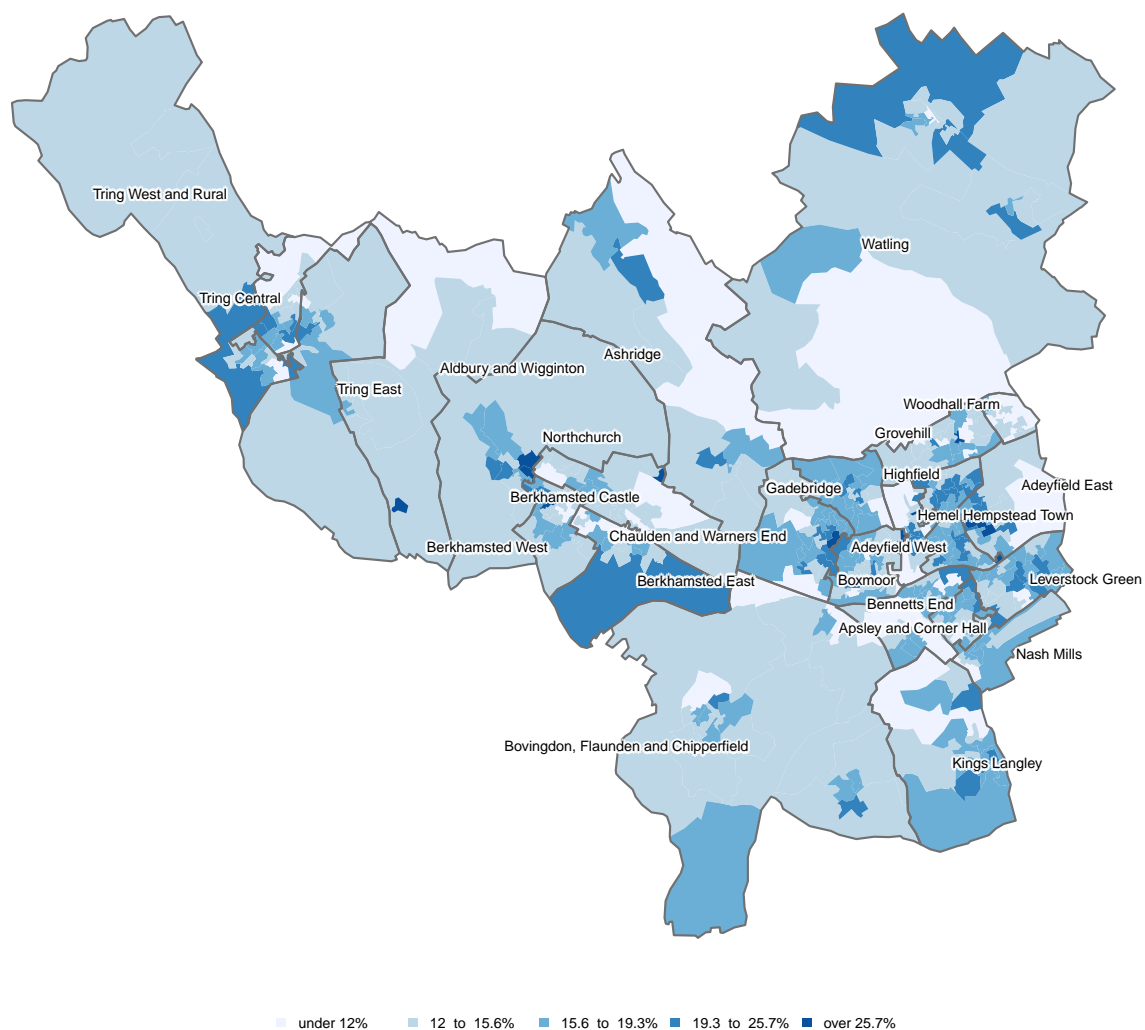 Tring West and Rural
Watling
Tring Central
Ashridge
Aldbury and Wigginton
Tring East
Woodhall Farm
Grovehill
Northchurch
Highfield
Adeyfield East
Gadebridge
Berkhamsted Castle
Hemel Hempstead Town
Chaulden and Warners End
Berkhamsted West
Adeyfield West
Berkhamsted East
Boxmoor
Leverstock Green
Bennetts End
Apsley and Corner Hall
Nash Mills
Bovingdon, Flaunden and Chipperfield
Kings Langley
under 12% 12 to 15.6% 15.6 to 19.3% 19.3 to 25.7% over 25.7%